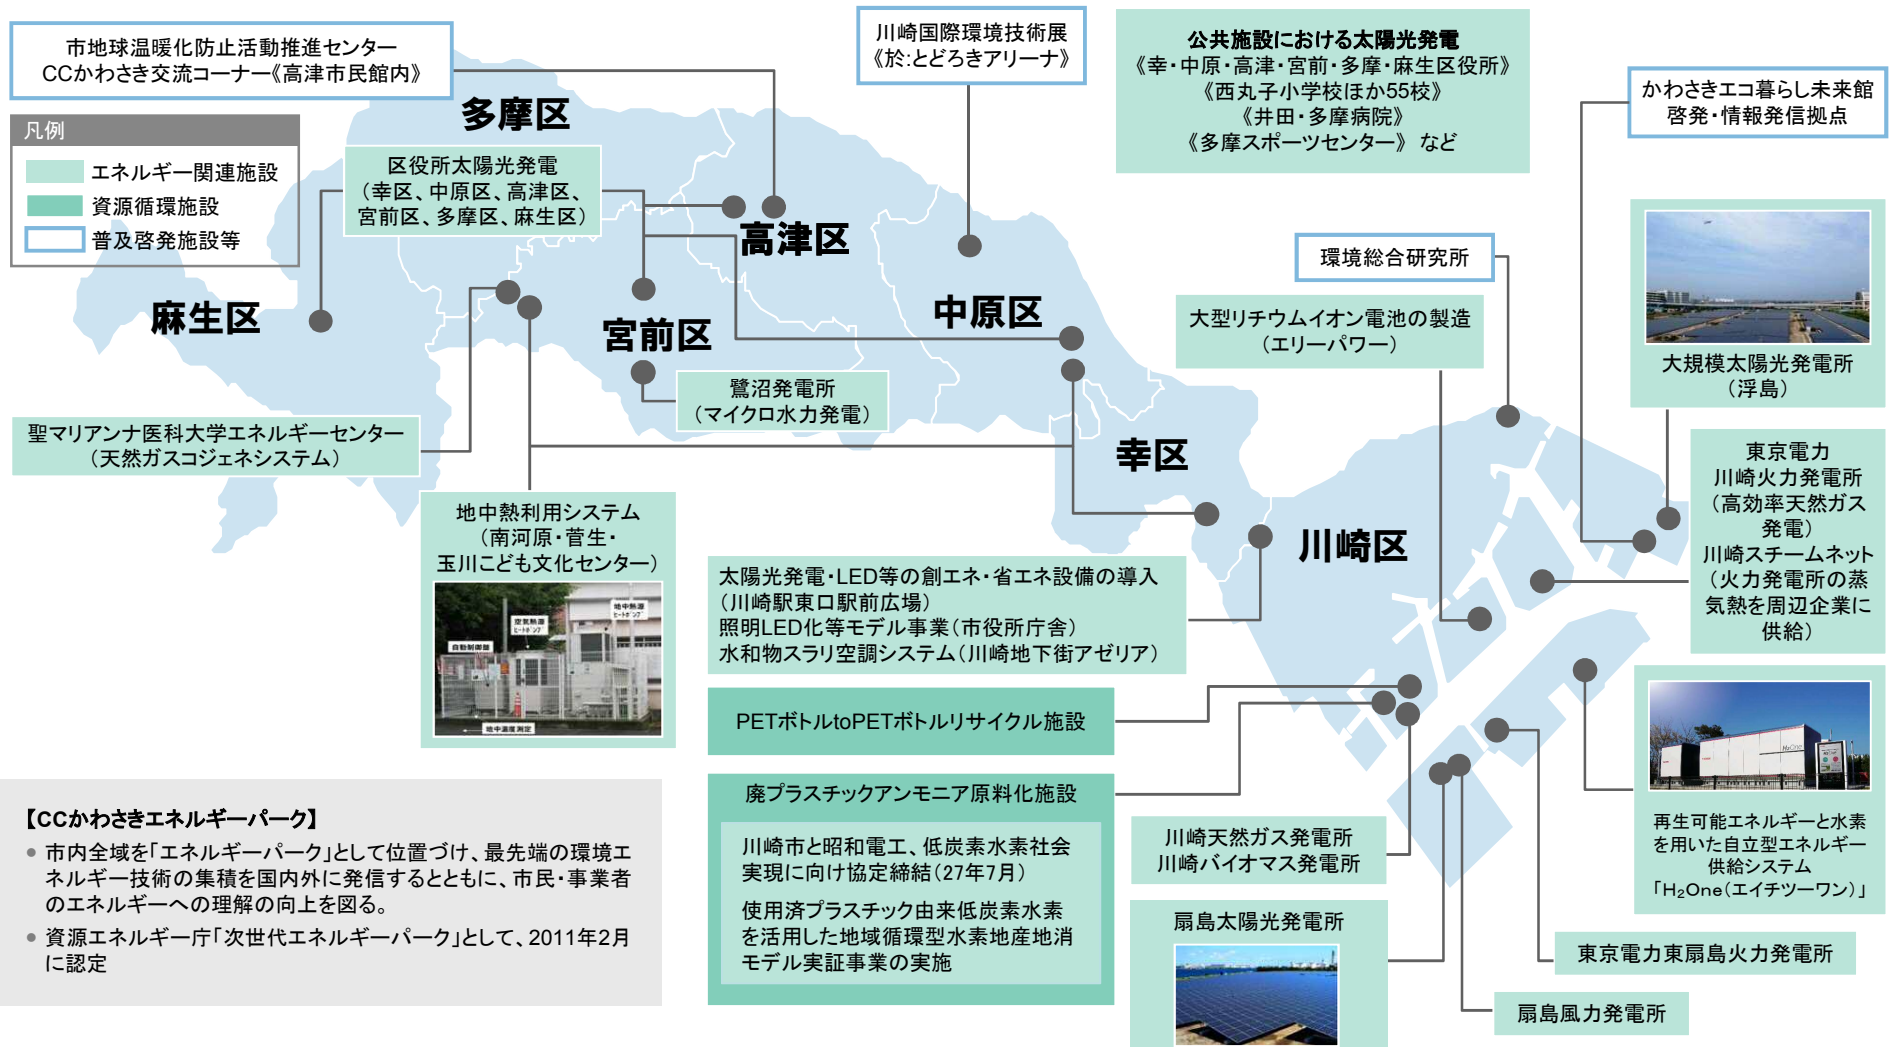 市地球温暖化防止活動推進センター
CCかわさき交流コーナー《高津市民館内》
川崎国際環境技術展
《於:とどろきアリーナ》
公共施設における太陽光発電
《幸・中原・高津・宮前・多摩・麻生区役所》
《西丸子小学校ほか55校》
《井田・多摩病院》
《多摩スポーツセンター》 など
かわさきエコ暮らし未来館
啓発・情報発信拠点
凡例
エネルギー関連施設
資源循環施設
普及啓発施設等
多摩区
区役所太陽光発電
(幸区、中原区、高津区、
宮前区、多摩区、麻生区)
高津区
麻生区
宮前区
中原区
幸区
川崎区
環境総合研究所
大型リチウムイオン電池の製造
(エリーパワー)
大規模太陽光発電所
(浮島)
鷺沼発電所
(マイクロ水力発電)
聖マリアンナ医科大学エネルギーセンター
(天然ガスコジェネシステム)
東京電力
川崎火力発電所
(高効率天然ガス
発電)
川崎スチームネット
(火力発電所の蒸
気熱を周辺企業に
供給)
地中熱利用システム
(南河原・菅生・
玉川こども文化センター)
地中熱源
ヒートポンプ
空気熱源
ヒートポンプ
自動制御盤
地中温度測定
太陽光発電・LED等の創エネ・省エネ設備の導入
(川崎駅東口駅前広場)
照明LED化等モデル事業(市役所庁舎)
水和物スラリ空調システム(川崎地下街アゼリア)
PETボトルtoPETボトルリサイクル施設
廃プラスチックアンモニア原料化施設
川崎市と昭和電工、低炭素水素社会
実現に向け協定締結(27年7月)
使用済プラスチック由来低炭素水素
を活用した地域循環型水素地産地消
モデル実証事業の実施
川崎天然ガス発電所
川崎バイオマス発電所
扇島太陽光発電所
H₂One
再生可能エネルギーと水素
を用いた自立型エネルギー
供給システム
「H₂One(エイチツーワン)」
東京電力東扇島火力発電所
扇島風力発電所
【CCかわさきエネルギーパーク】
● 市内全域を「エネルギーパーク」として位置づけ、最先端の環境エ
ネルギー技術の集積を国内外に発信するとともに、市民・事業者
のエネルギーへの理解の向上を図る。
● 資源エネルギー庁「次世代エネルギーパーク」として、2011年2月
に認定